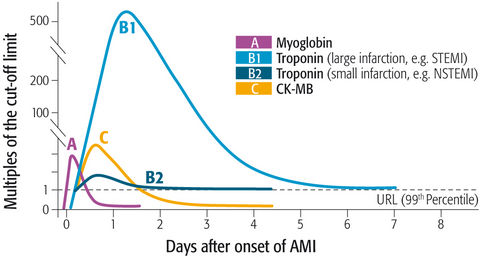 500
200
100
1
0
Multiples of the cut-off limit
A
B1
C
B2
A Myoglobin
B1 Troponin (large infarction, e.g. STEMI)
B2 Troponin (small infarction, e.g. NSTEMI)
C CK-MB
URL (99th Percentile)
0 1 2 3 4 5 6 7 8
Days after onset of AMI